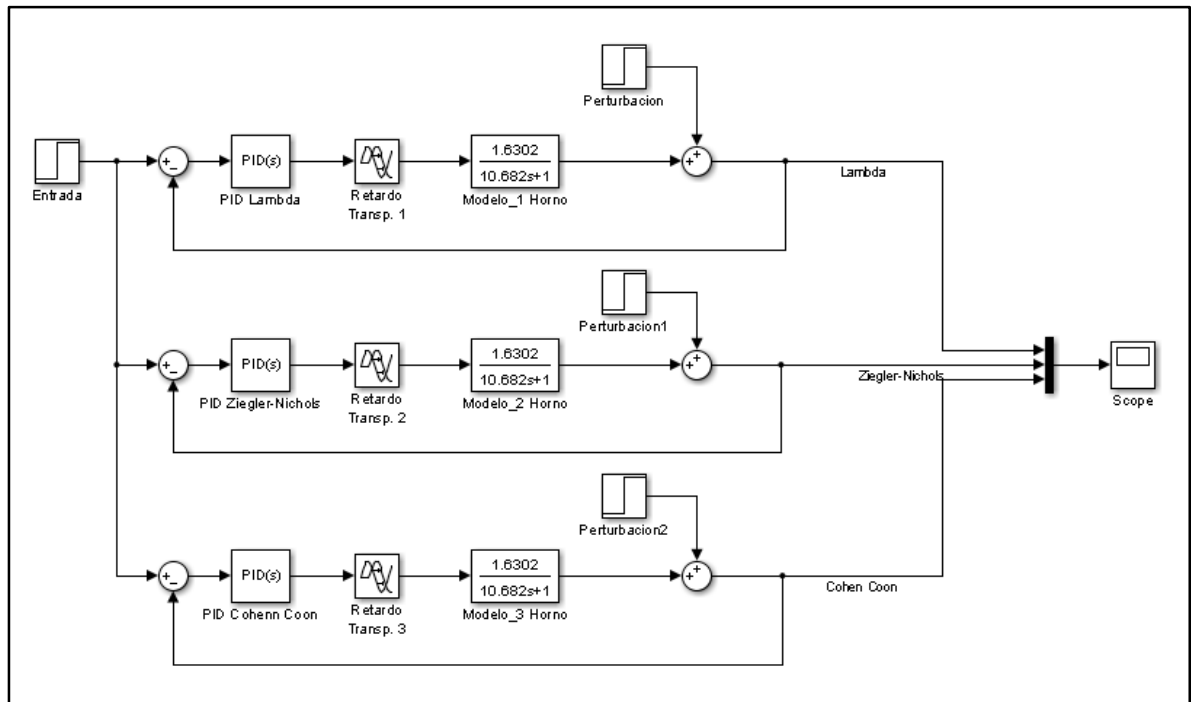 Perturbacion
Entrada
+
-
PID(s)
PID Lambda
Retardo
Transp. 1
1.6302
10.682s+1
Modelo_1 Horno
+
+
Lambda
Perturbacion1
+
-
PID(s)
PID Ziegler-Nichols
Retardo
Transp. 2
1.6302
10.682s+1
Modelo_2 Horno
+
+
Ziegler-Nichols
Scope
Perturbacion2
+
-
PID(s)
PID Cohenn Coon
Retardo
Transp. 3
1.6302
10.682s+1
Modelo_3 Horno
+
+
Cohen Coon